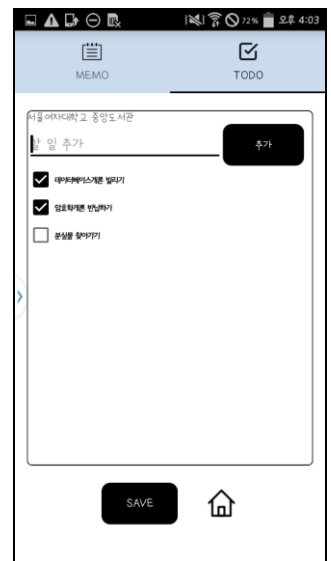 72% 오후 4:03
MEMO
TODO
서울여자대학교 중앙도서관
할 일 추가
추가
데이터베이스개론 빌리기
암호학개론 반납하기
분실물 찾아가기
SAVE